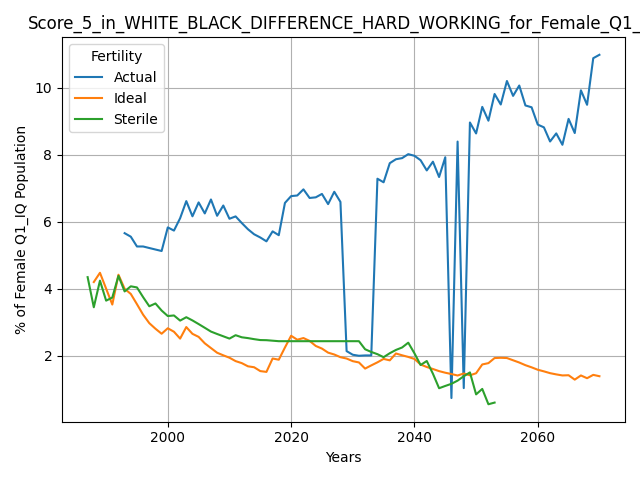 Score_5_in_WHITE_BLACK_DIFFERENCE_HARD_WORKING_for_Female_Q1_
Fertility
Actual
Ideal
Sterile
% of Female Q1_IQ Population
10
8
6
4
2
2000
2020
2040
2060
Years